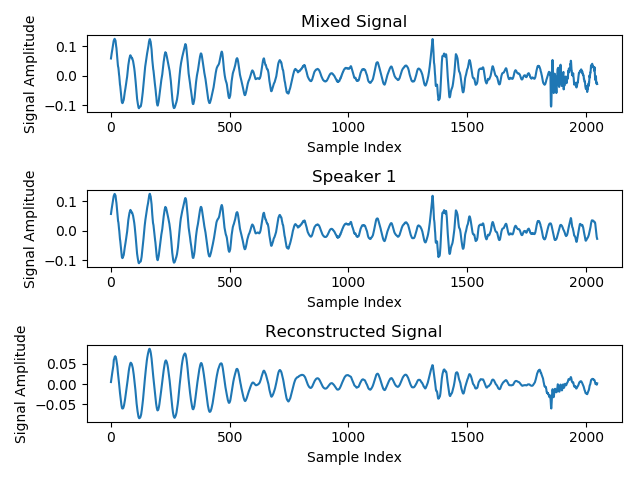 Mixed Signal
Signal Amplitude
0.1
0.0
−0.1
0 500 1000 1500 2000
Sample Index
Speaker 1
Signal Amplitude
0.1
0.0
−0.1
0 500 1000 1500 2000
Sample Index
Reconstructed Signal
Signal Amplitude
0.05
0.00
−0.05
0 500 1000 1500 2000
Sample Index